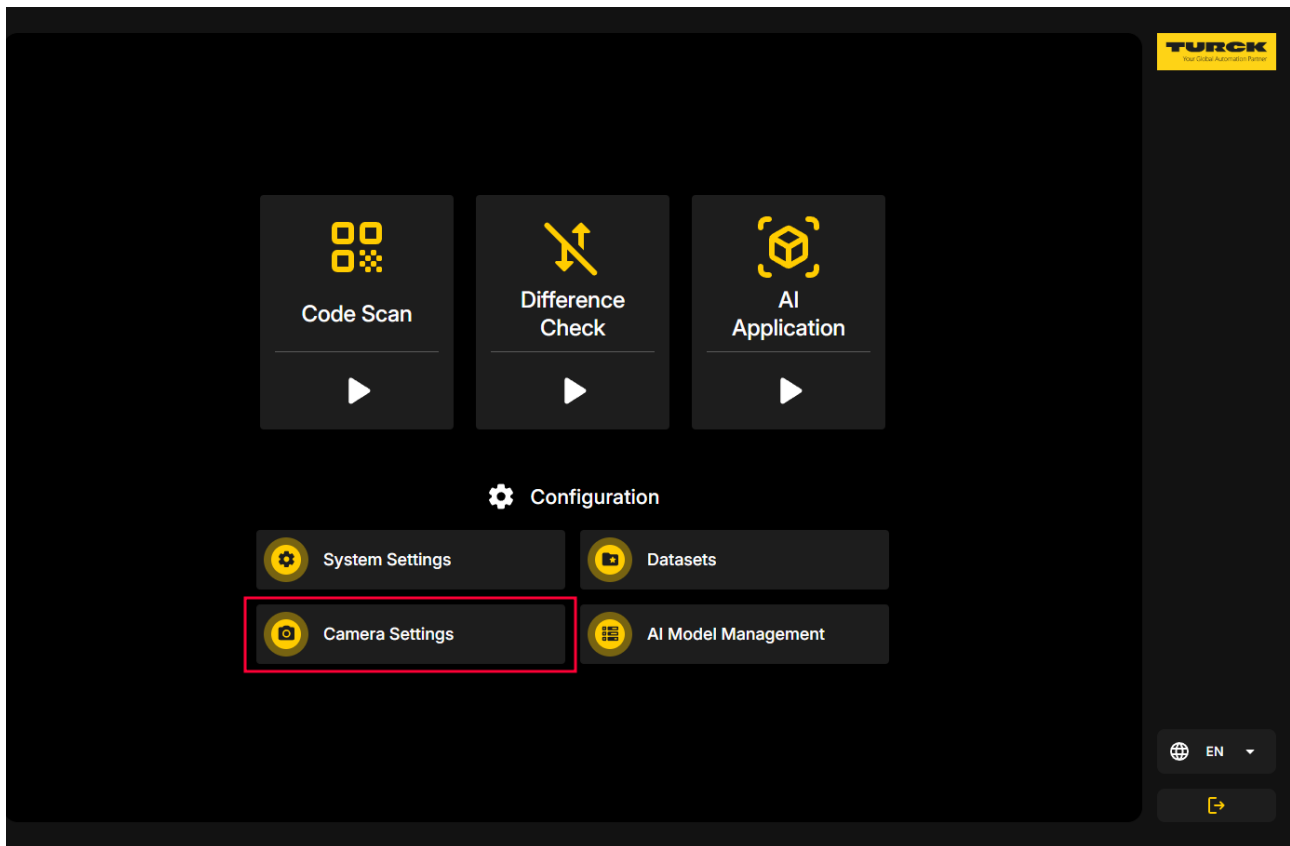 TURCK
Your Global Automation Partner
Code Scan
Difference
Check
AI
Application
Configuration
System Settings
Datasets
Camera Settings
AI Model Management
EN